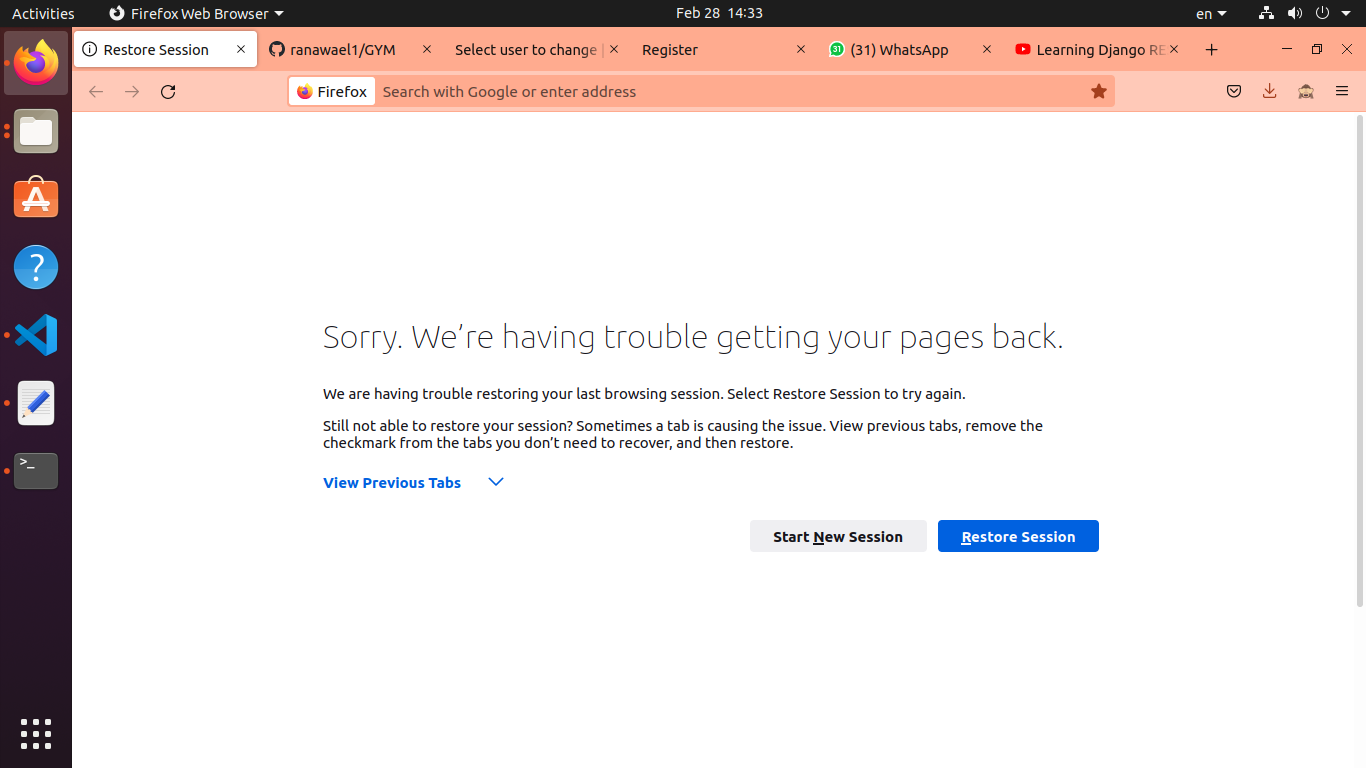 Activities
Firefox Web Browser
Feb 28 14:33
en
Restore Session
ranawael1/GYM
Select user to change
Register
31
(31) WhatsApp
Learning Django RE
Firefox
Search with Google or enter address
Sorry. We’re having trouble getting your pages back.
We are having trouble restoring your last browsing session. Select Restore Session to try again.
Still not able to restore your session? Sometimes a tab is causing the issue. View previous tabs, remove the
checkmark from the tabs you don’t need to recover, and then restore.
View Previous Tabs
Start New Session
Restore Session